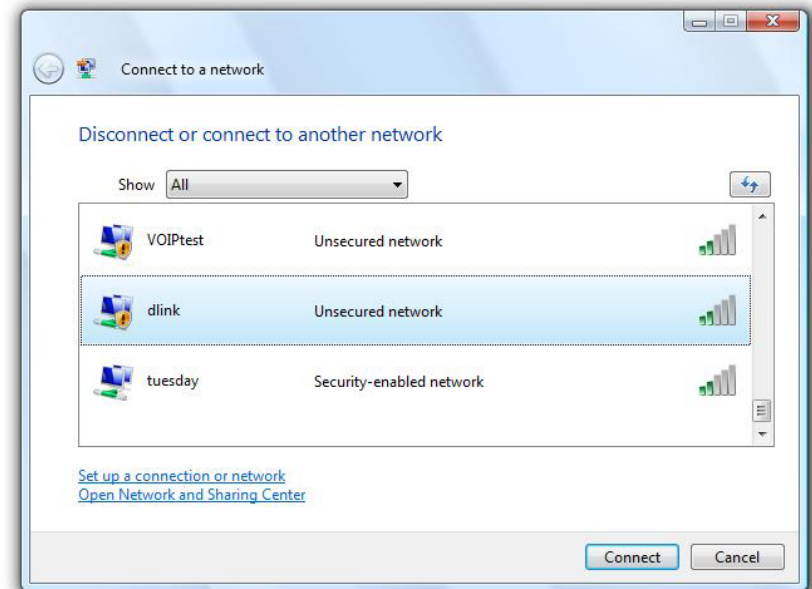 Connect to a network
Disconnect or connect to another network
Show All
VOIPtest Unsecured network
dlink Unsecured network
tuesday Security-enabled network
Set up a connection or network
Open Network and Sharing Center
Connect Cancel